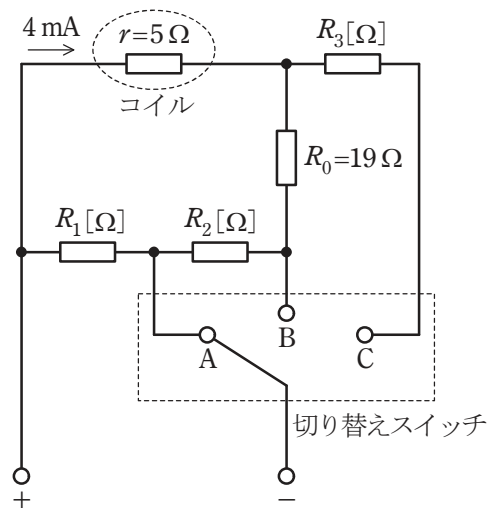 4 mA
r=5 Ω
コイル
R₃[Ω]
R₀=19 Ω
R₁[Ω]
R₂[Ω]
A
B
C
切り替えスイッチ
+
−